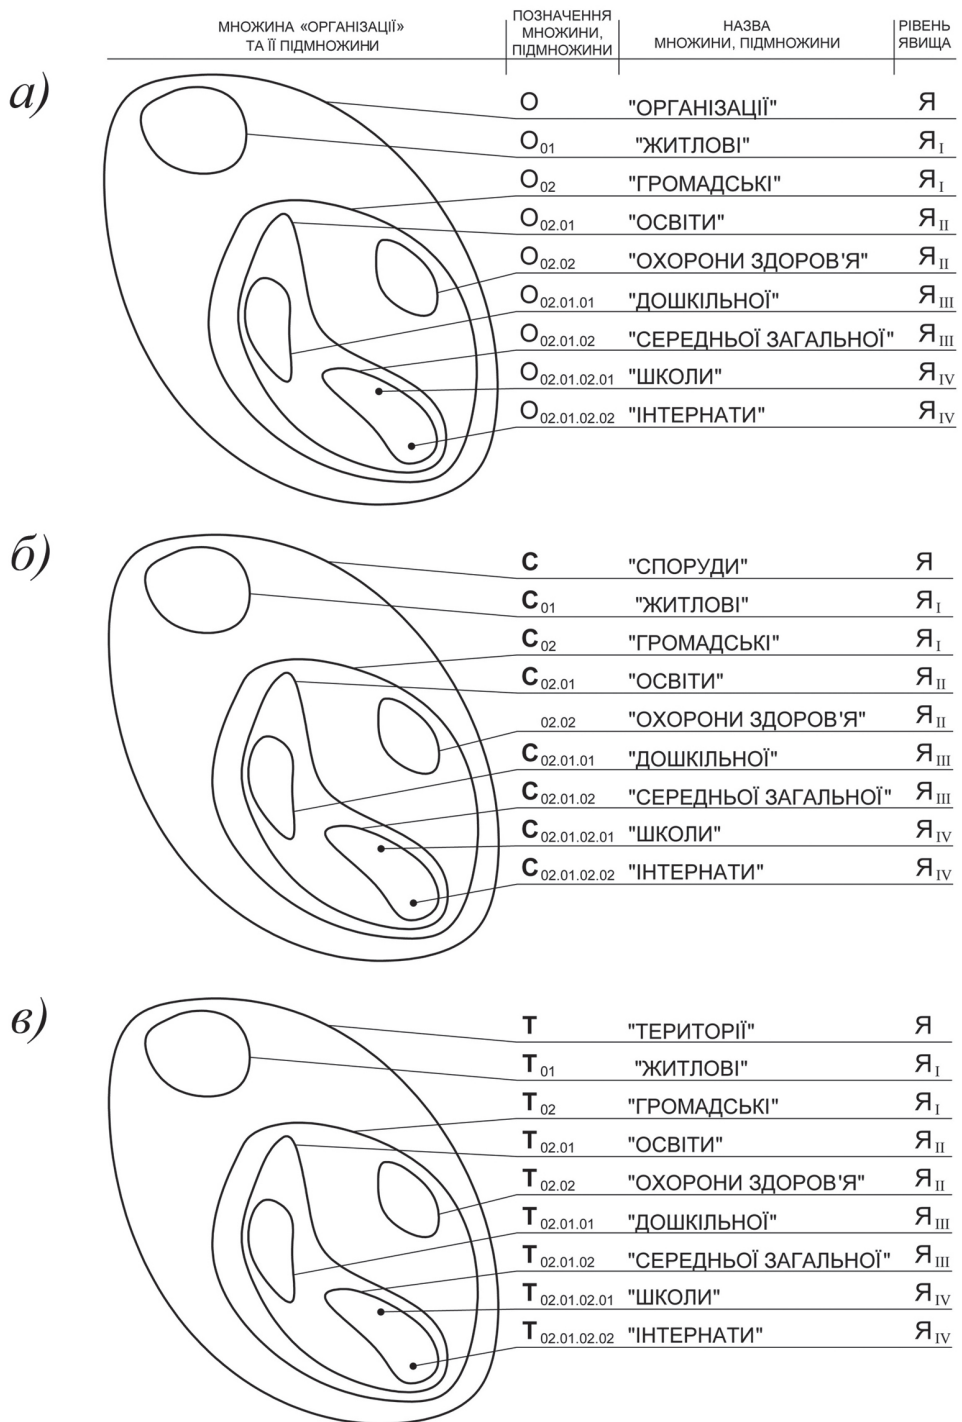 МНОЖИНА «ОРГАНІЗАЦІЇ»
ТА ЇЇ ПІДМНОЖИНИ
ПОЗНАЧЕННЯ
МНОЖИНИ,
ПІДМНОЖИНИ
НАЗВА
МНОЖИНИ, ПІДМНОЖИНИ
РІВЕНЬ
ЯВИЩА
а)
О "ОРГАНІЗАЦІЇ" Я
О01 "ЖИТЛОВІ" ЯI
О02 "ГРОМАДСЬКІ" ЯI
О02.01 "ОСВІТИ" ЯII
О02.02 "ОХОРОНИ ЗДОРОВ'Я" ЯII
О02.01.01 "ДОШКІЛЬНОЇ" ЯIII
О02.01.02 "СЕРЕДНЬОЇ ЗАГАЛЬНОЇ" ЯIII
О02.01.02.01 "ШКОЛИ" ЯIV
О02.01.02.02 "ІНТЕРНАТИ" ЯIV
б)
С "СПОРУДИ" Я
С01 "ЖИТЛОВІ" ЯI
С02 "ГРОМАДСЬКІ" ЯI
С02.01 "ОСВІТИ" ЯII
02.02 "ОХОРОНИ ЗДОРОВ'Я" ЯII
С02.01.01 "ДОШКІЛЬНОЇ" ЯIII
С02.01.02 "СЕРЕДНЬОЇ ЗАГАЛЬНОЇ" ЯIII
С02.01.02.01 "ШКОЛИ" ЯIV
С02.01.02.02 "ІНТЕРНАТИ" ЯIV
в)
Т "ТЕРИТОРІЇ" Я
Т01 "ЖИТЛОВІ" ЯI
Т02 "ГРОМАДСЬКІ" ЯI
Т02.01 "ОСВІТИ" ЯII
Т02.02 "ОХОРОНИ ЗДОРОВ'Я" ЯII
Т02.01.01 "ДОШКІЛЬНОЇ" ЯIII
Т02.01.02 "СЕРЕДНЬОЇ ЗАГАЛЬНОЇ" ЯIII
Т02.01.02.01 "ШКОЛИ" ЯIV
Т02.01.02.02 "ІНТЕРНАТИ" ЯIV